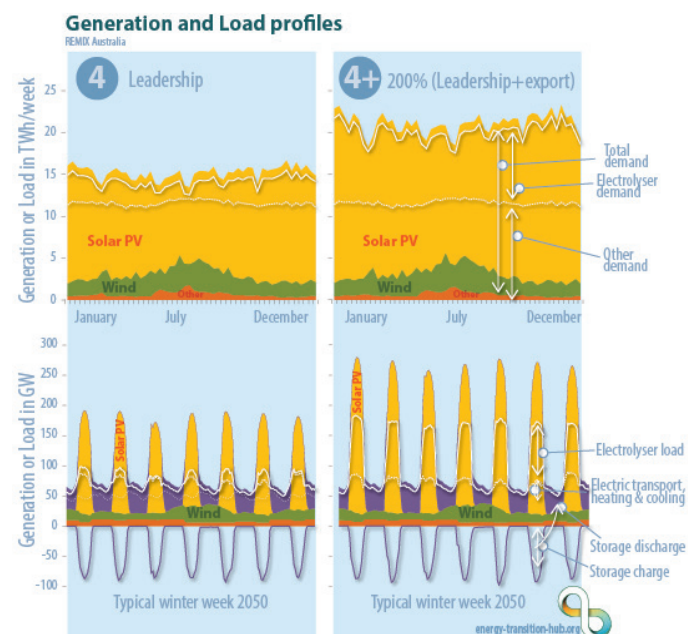 Generation and Load profiles
REMIX Australia
4 Leadership
4+ 200% (Leadership+export)
Generation or Load in TWh/week
25
20
15
10
5
0
Solar PV
Wind
Other
January July December
Solar PV
Wind
Other
January July December
Total
demand
Electrolyser
demand
Other
demand
Generation or Load in GW
300
250
200
150
100
50
0
-50
-100
Solar PV
Wind
Typical winter week 2050
Solar PV
Wind
Typical winter week 2050
Electrolyser load
Electric transport,
heating & cooling
Storage discharge
Storage charge
energy-transition-hub.org